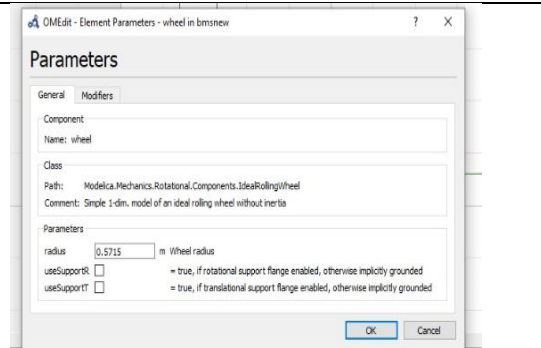 OMEdit - Element Parameters - wheel in bmsnew ? X
Parameters
General Modifiers
Component
Name: wheel
Class
Path: Modelica.Mechanics.Rotational.Components.IdealRollingWheel
Comment: Simple 1-dim. model of an ideal rolling wheel without inertia
Parameters
radius 0.5715 m Wheel radius
useSupportR = true, if rotational support flange enabled, otherwise implicitly grounded
useSupportT = true, if translational support flange enabled, otherwise implicitly grounded
OK Cancel